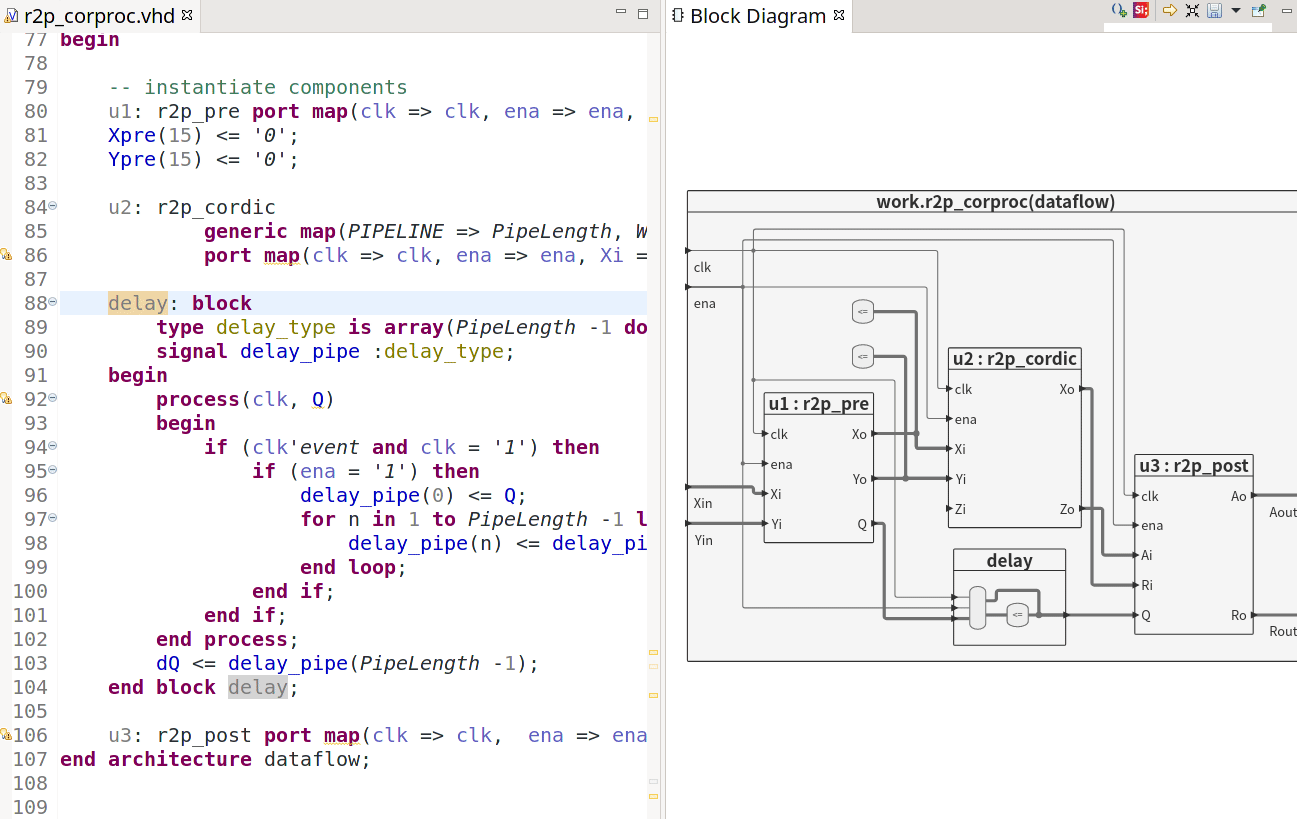 r2p_corproc.vhd
77 begin
78
79 -- instantiate components
80 u1: r2p_pre port map(clk => clk, ena => ena,
81 Xpre(15) <= '0';
82 Ypre(15) <= '0';
83
84 u2: r2p_cordic
85 generic map(PIPELINE => PipeLength, W
86 port map(clk => clk, ena => ena, Xi =
87
88 delay: block
89 type delay_type is array(PipeLength -1 do
90 signal delay_pipe :delay_type;
91 begin
92 process(clk, Q)
93 begin
94 if (clk'event and clk = '1') then
95 if (ena = '1') then
96 delay_pipe(0) <= Q;
97 for n in 1 to PipeLength -1 l
98 delay_pipe(n) <= delay_pi
99 end loop;
100 end if;
101 end if;
102 end process;
103 dQ <= delay_pipe(PipeLength -1);
104 end block delay;
105
106 u3: r2p_post port map(clk => clk,  ena => ena
107 end architecture dataflow;
108
109
Block Diagram
Si;
work.r2p_corproc(dataflow)
clk
ena
Xin
Yin
<=
<=
u1 : r2p_pre
clk
ena
Xi
Yi
Xo
Yo
Q
u2 : r2p_cordic
clk
ena
Xi
Yi
Zi
Xo
Zo
delay
<=
u3 : r2p_post
clk
ena
Ai
Ri
Q
Ao
Ro
Aout
Rout